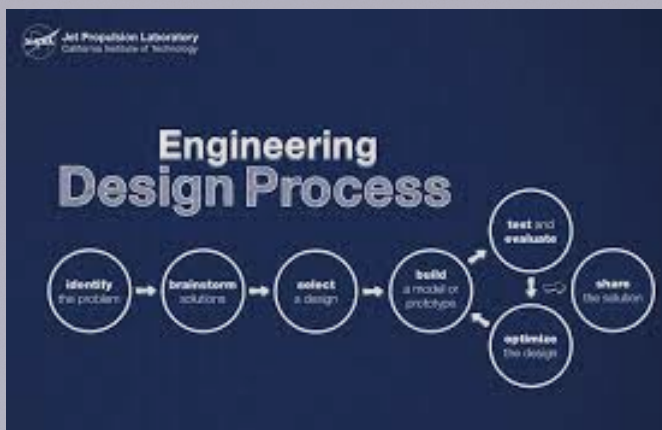 NASA
Jet Propulsion Laboratory
California Institute of Technology
Engineering
Design Process
identify
the problem
brainstorm
solutions
select
a design
build
a model or
prototype
test and
evaluate
optimize
the design
share
the solution